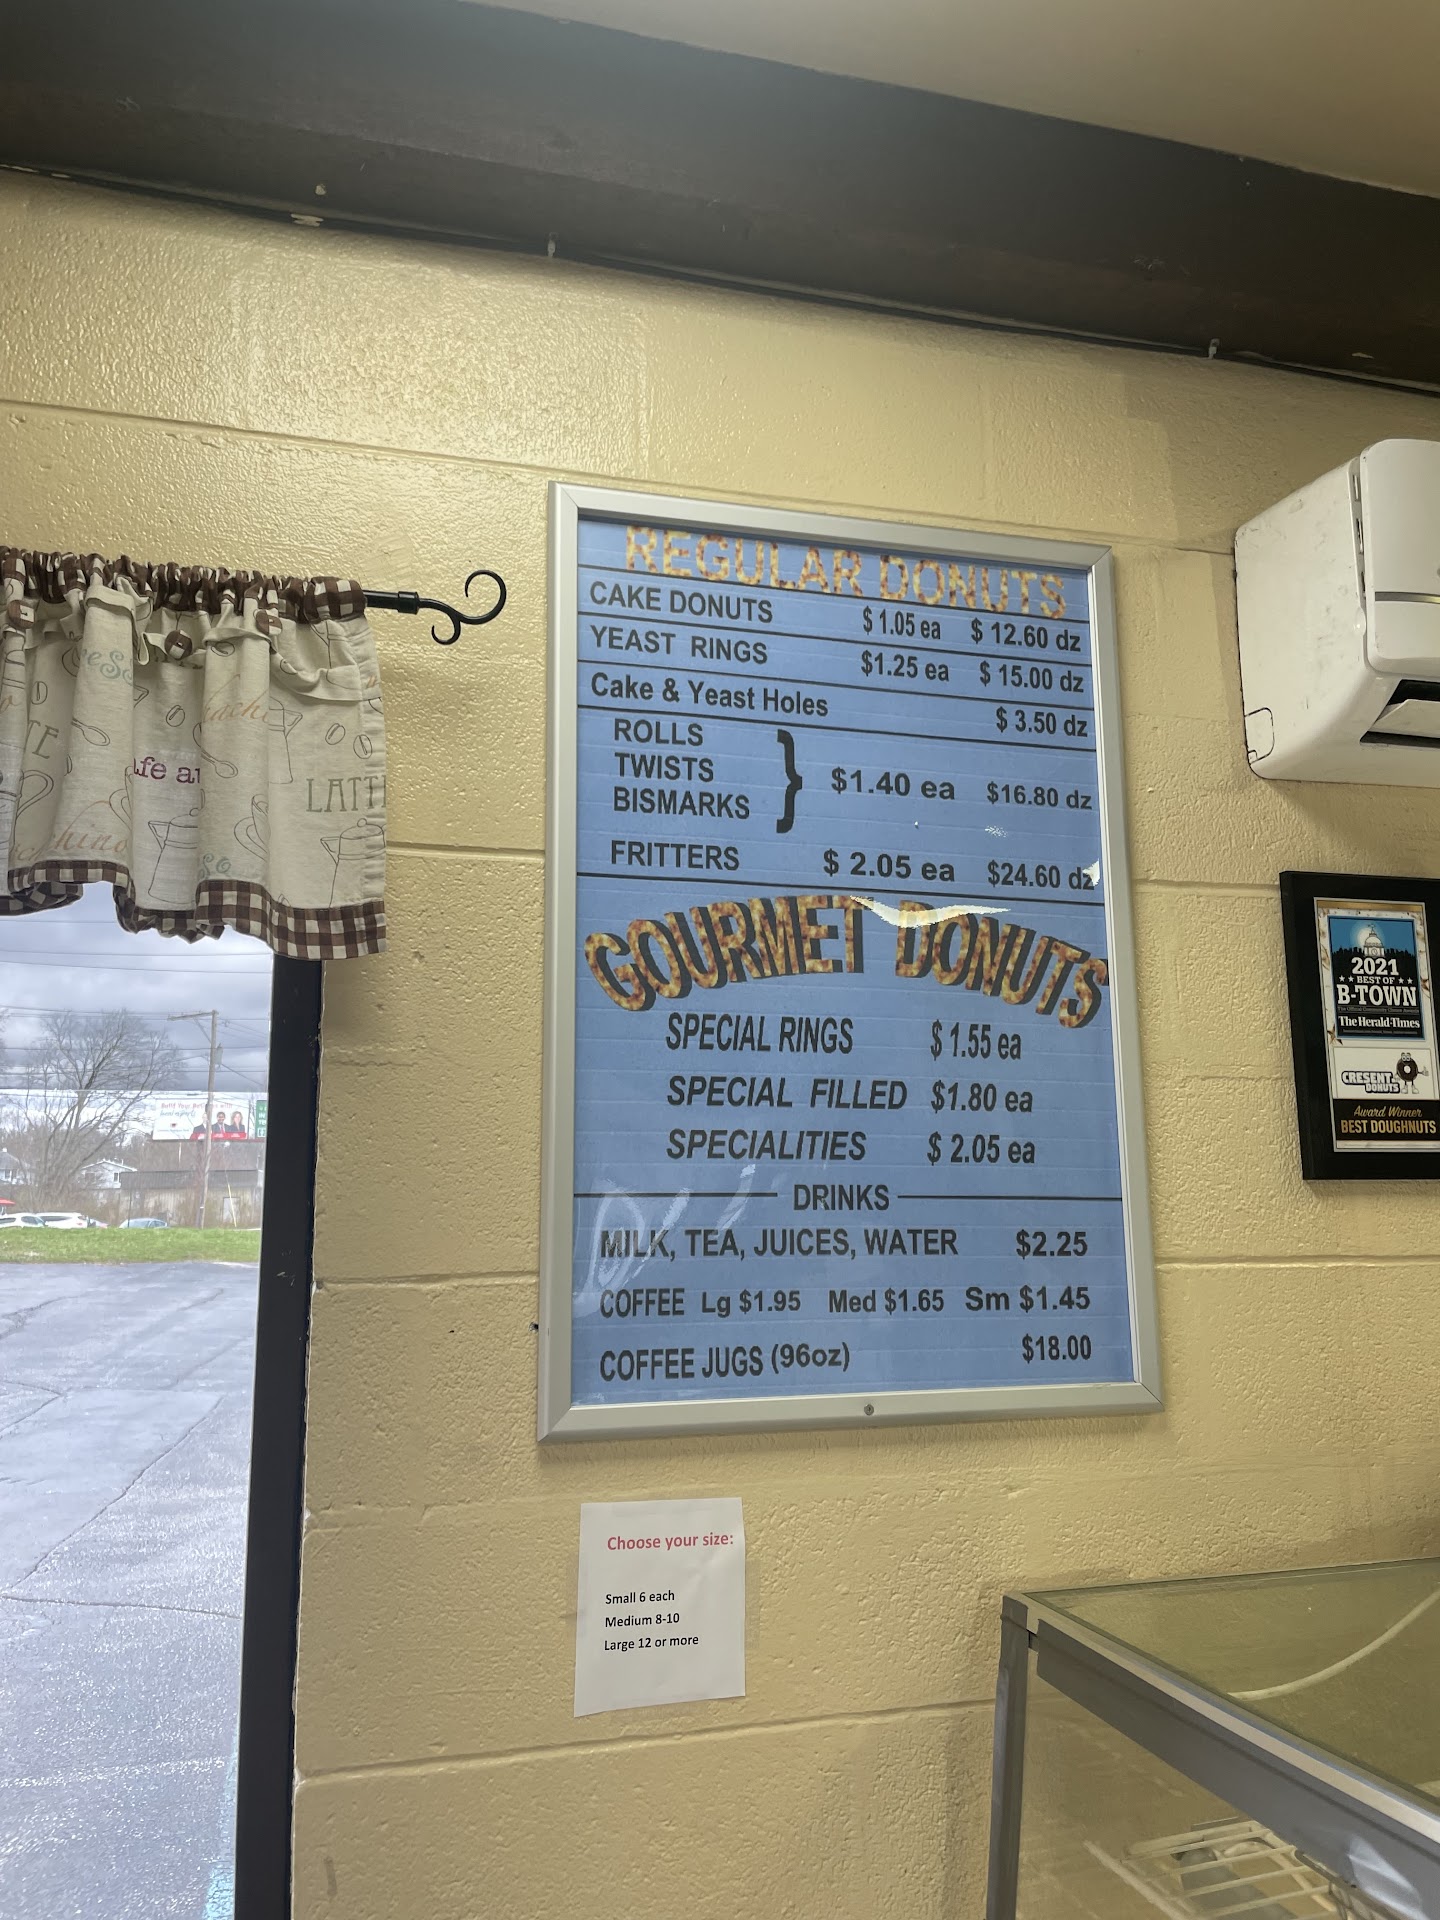 REGULAR DONUTS
CAKE DONUTS $1.05 ea $ 12.60 dz
YEAST RINGS $1.25 ea $ 15.00 dz
Cake & Yeast Holes $ 3.50 dz
ROLLS
TWISTS
BISMARKS
} $1.40 ea $16.80 dz
FRITTERS $ 2.05 ea $24.60 dz
GOURMET DONUTS
SPECIAL RINGS $ 1.55 ea
SPECIAL FILLED $1.80 ea
SPECIALITIES $ 2.05 ea
DRINKS
MILK, TEA, JUICES, WATER $2.25
COFFEE Lg $1.95 Med $1.65 Sm $1.45
COFFEE JUGS (96oz) $18.00
Choose your size:
Small 6 each
Medium 8-10
Large 12 or more
2021
BEST OF
B-TOWN
The Herald-Times
CRESENT
DONUTS
Award Winner
BEST DOUGHNUTS
LATT